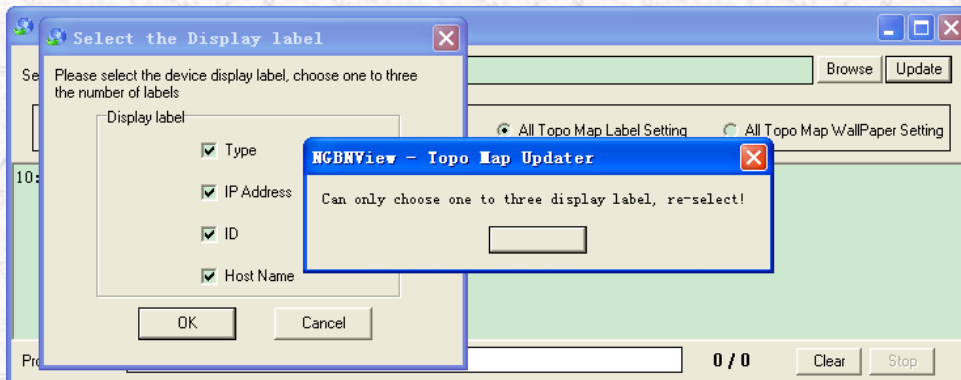 Select the Display label
Se
Browse
Update
Please select the device display label, choose one to three
the number of labels
Display label
Type
IP Address
ID
Host Name
OK
Cancel
All Topo Map Label Setting
All Topo Map WallPaper Setting
10:
NGBNView - Topo Map Updater
Can only choose one to three display label, re-select!
Pro
0 / 0
Clear
Stop